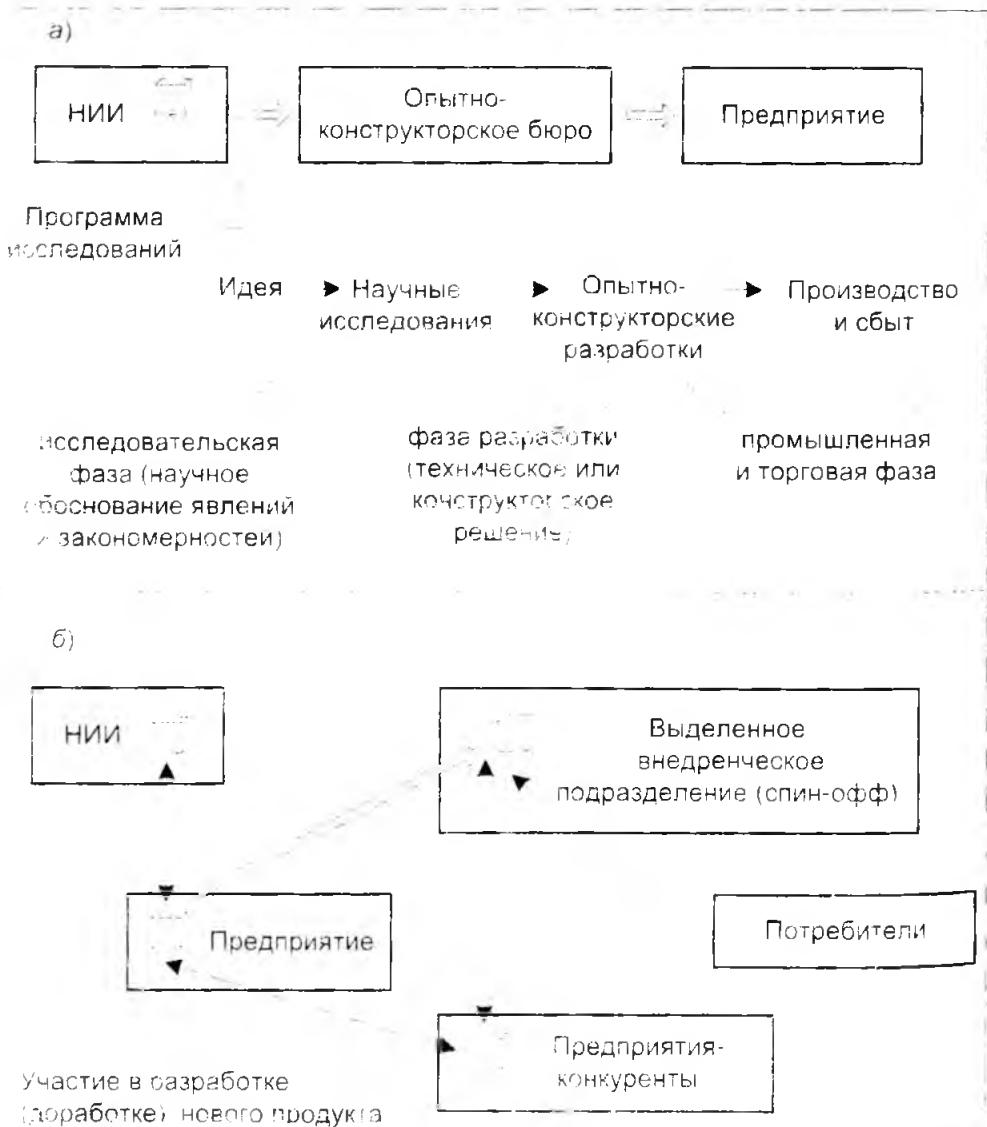 а)
НИИ
Опытно-
конструкторское бюро
Предприятие
Программа
исследований
Идея
Научные
исследования
Опытно-
конструкторские
разработки
Производство
и сбыт
исследовательская
фаза (научное
обоснование явлений
и закономерностей)
фаза разработки
(техническое или
конструкторское
решение)
промышленная
и торговая фаза
б)
НИИ
Выделенное
внедренческое
подразделение (спин-офф)
Предприятие
Потребители
Предприятия-
конкуренты
Участие в разработке
(доработке) нового продукта